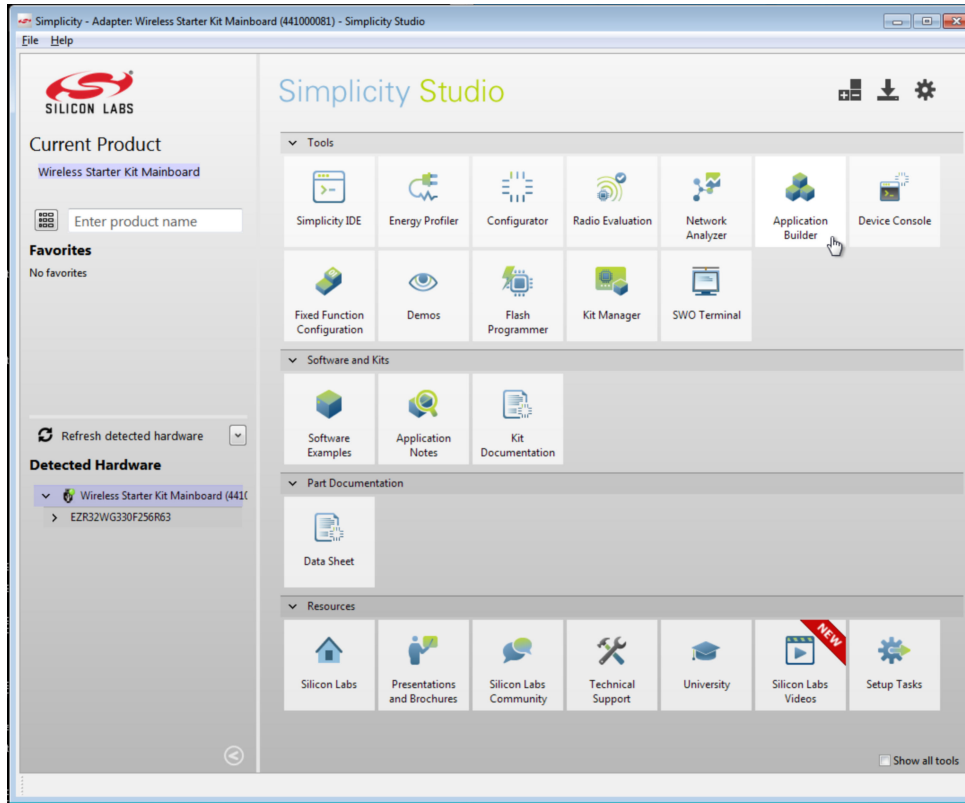 Simplicity - Adapter: Wireless Starter Kit Mainboard (441000081) - Simplicity Studio
File Help
SILICON LABS
Current Product
Wireless Starter Kit Mainboard
Enter product name
Favorites
No favorites
Refresh detected hardware
Detected Hardware
Wireless Starter Kit Mainboard (4410
EZR32WG330F256R63
Simplicity Studio
Tools
Simplicity IDE
Energy Profiler
Configurator
Radio Evaluation
Network
Analyzer
Application
Builder
Device Console
Fixed Function
Configuration
Demos
Flash
Programmer
Kit Manager
SWO Terminal
Software and Kits
Software
Examples
Application
Notes
Kit
Documentation
Part Documentation
Data Sheet
Resources
Silicon Labs
Presentations
and Brochures
Silicon Labs
Community
Technical
Support
University
NEW
Silicon Labs
Videos
Setup Tasks
Show all tools